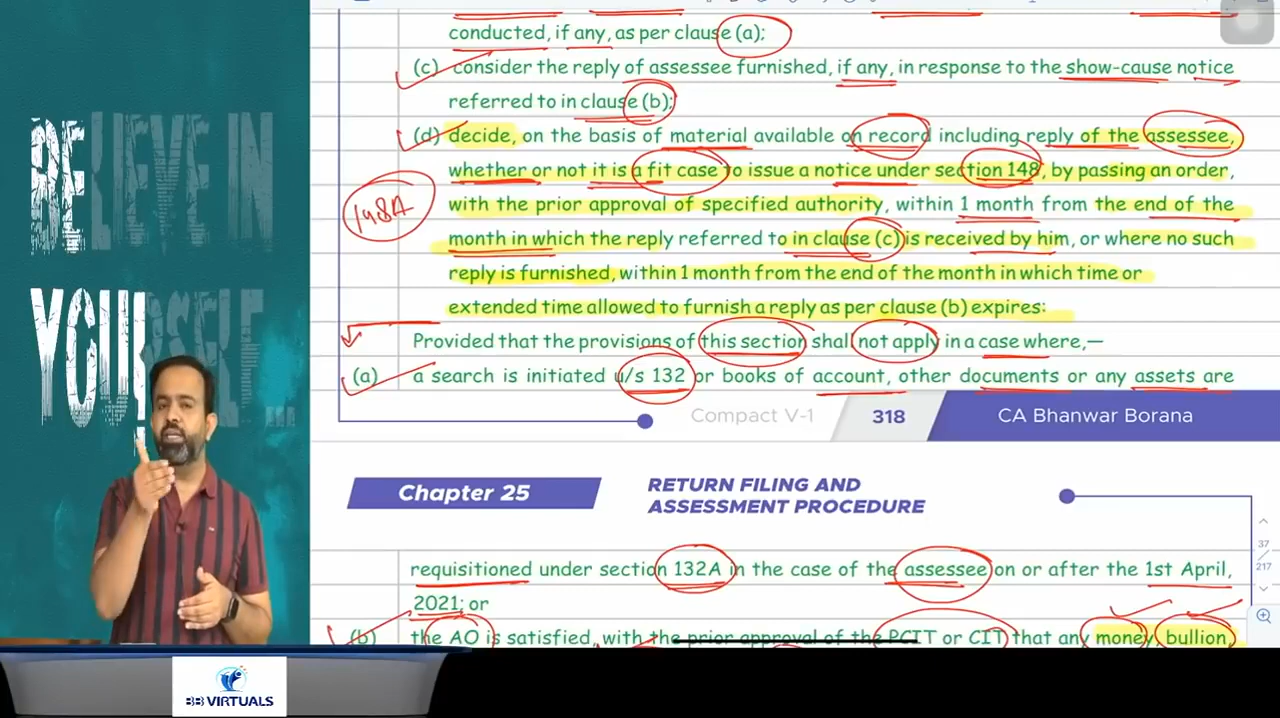 BELIEVE IN
YOURSELF...
conducted, if any, as per clause (a);
(c) consider the reply of assessee furnished, if any, in response to the show-cause notice
referred to in clause (b);
(d) decide, on the basis of material available on record including reply of the assessee,
whether or not it is a fit case to issue a notice under section 148, by passing an order,
148A
with the prior approval of specified authority, within 1 month from the end of the
month in which the reply referred to in clause (c) is received by him, or where no such
reply is furnished, within 1 month from the end of the month in which time or
extended time allowed to furnish a reply as per clause (b) expires:
Provided that the provisions of this section shall not apply in a case where,—
(a) a search is initiated u/s 132 or books of account, other documents or any assets are
Compact V-1 318 CA Bhanwar Borana
Chapter 25 RETURN FILING AND
ASSESSMENT PROCEDURE
37
217
requisitioned under section 132A in the case of the assessee on or after the 1st April,
2021; or
(b) the AO is satisfied, with the prior approval of the PCIT or CIT that any money, bullion,
BB VIRTUALS